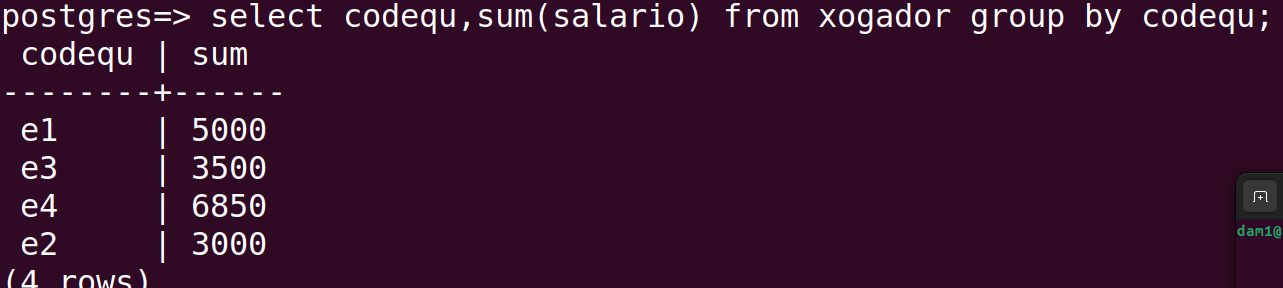 postgres=> select codequ,sum(salario) from xogador group by codequ;
 codequ | sum
--------+------
 e1     | 5000
 e3     | 3500
 e4     | 6850
 e2     | 3000
(4 rows)
dam1@